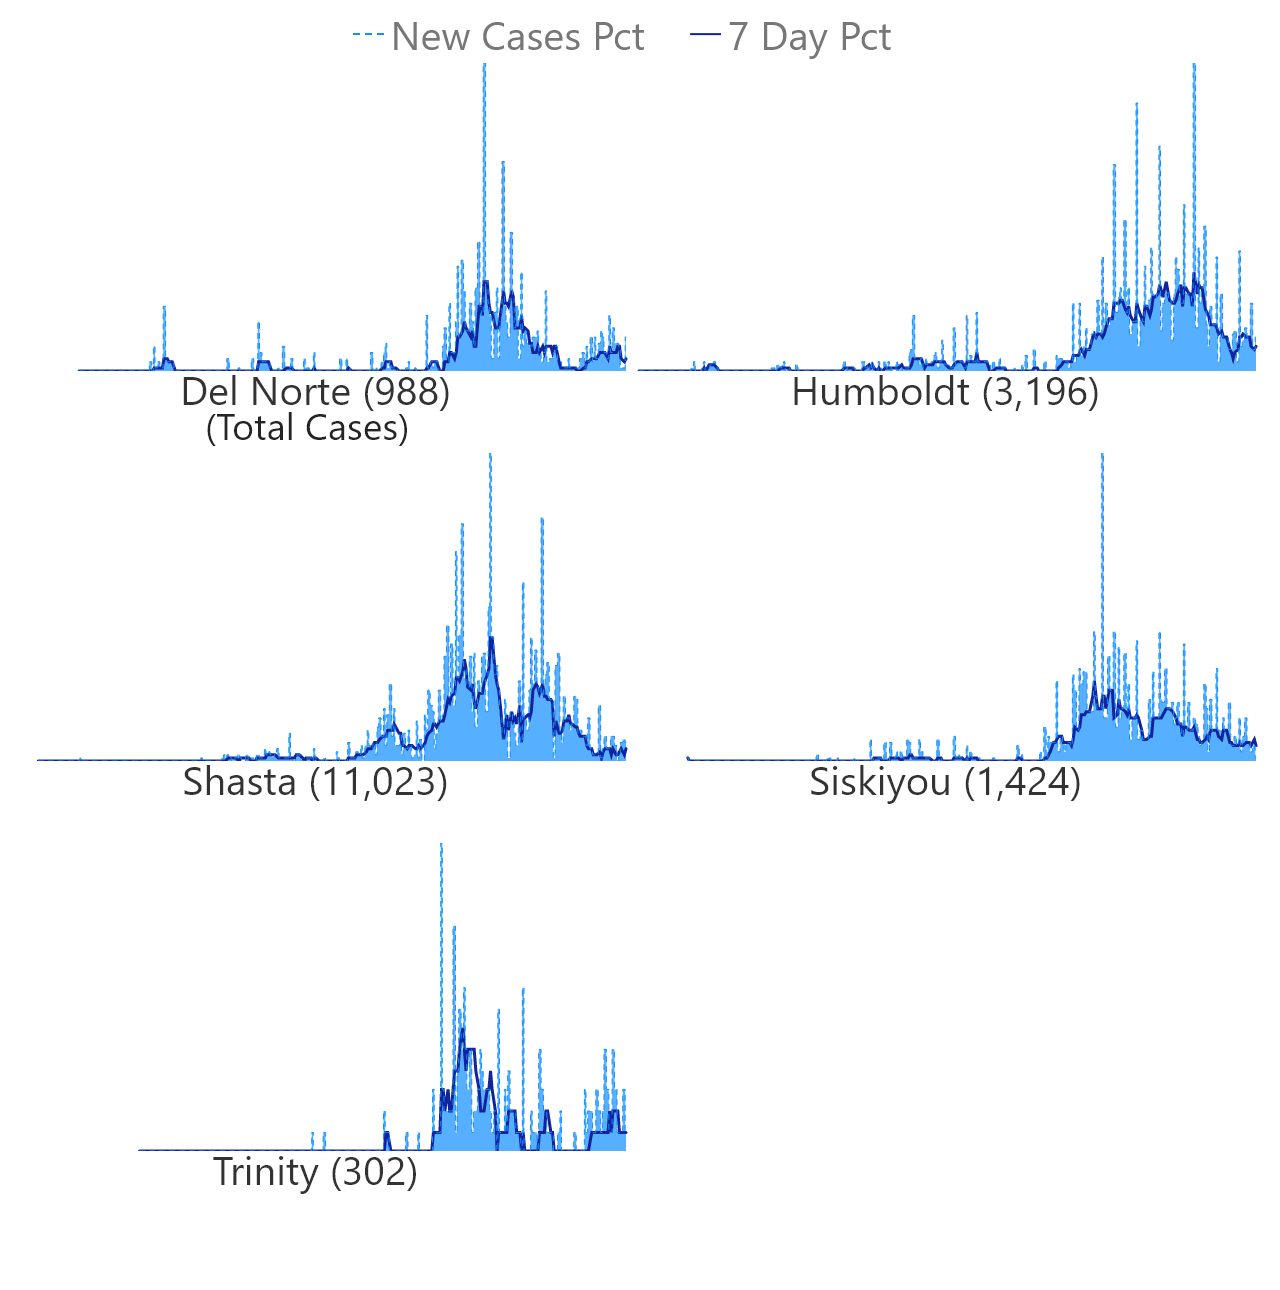 New Cases Pct 7 Day Pct
Del Norte (988) Humboldt (3,196)
(Total Cases)
Shasta (11,023) Siskiyou (1,424)
Trinity (302)